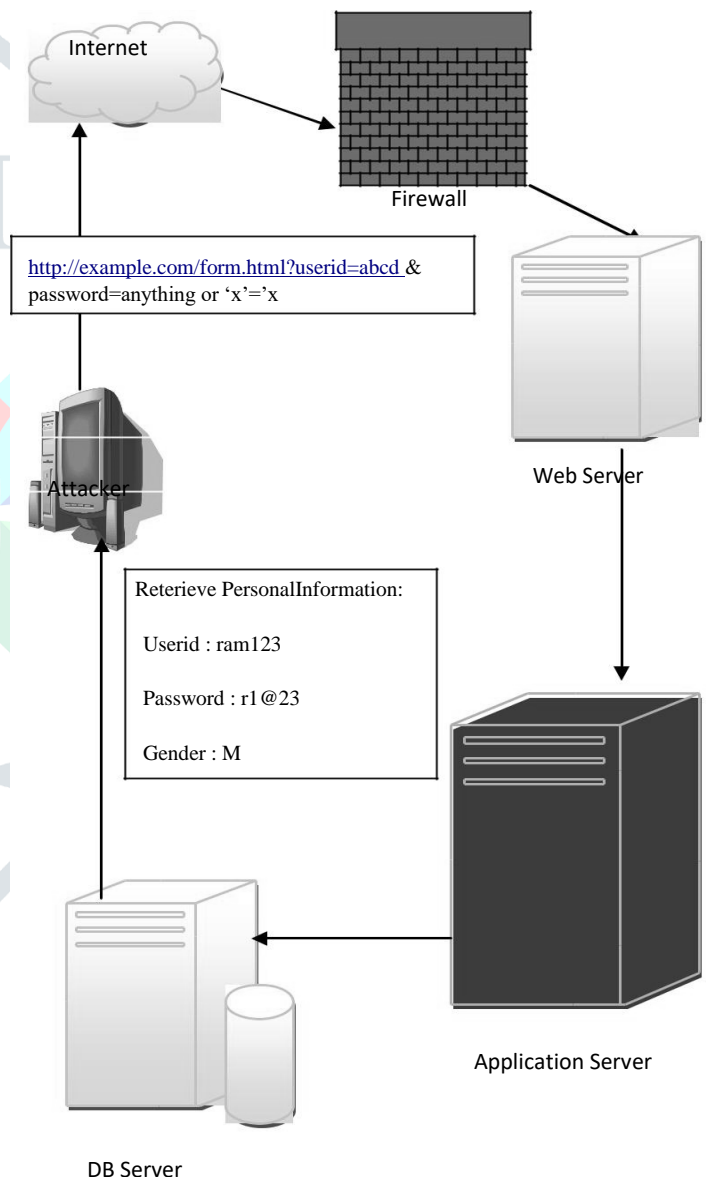 Internet
Firewall
http://example.com/form.html?userid=abcd &
password=anything or ‘x’=’x
Web Server
Attacker
Reterieve PersonalInformation:
Userid : ram123
Password : r1@23
Gender : M
Application Server
DB Server